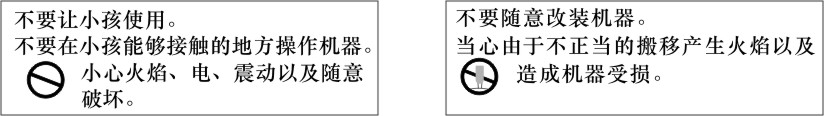 不要让小孩使用。
不要在小孩能够接触的地方操作机器。
小心火焰、电、震动以及随意
破坏。
不要随意改装机器。
当心由于不正当的搬移产生火焰以及
造成机器受损。